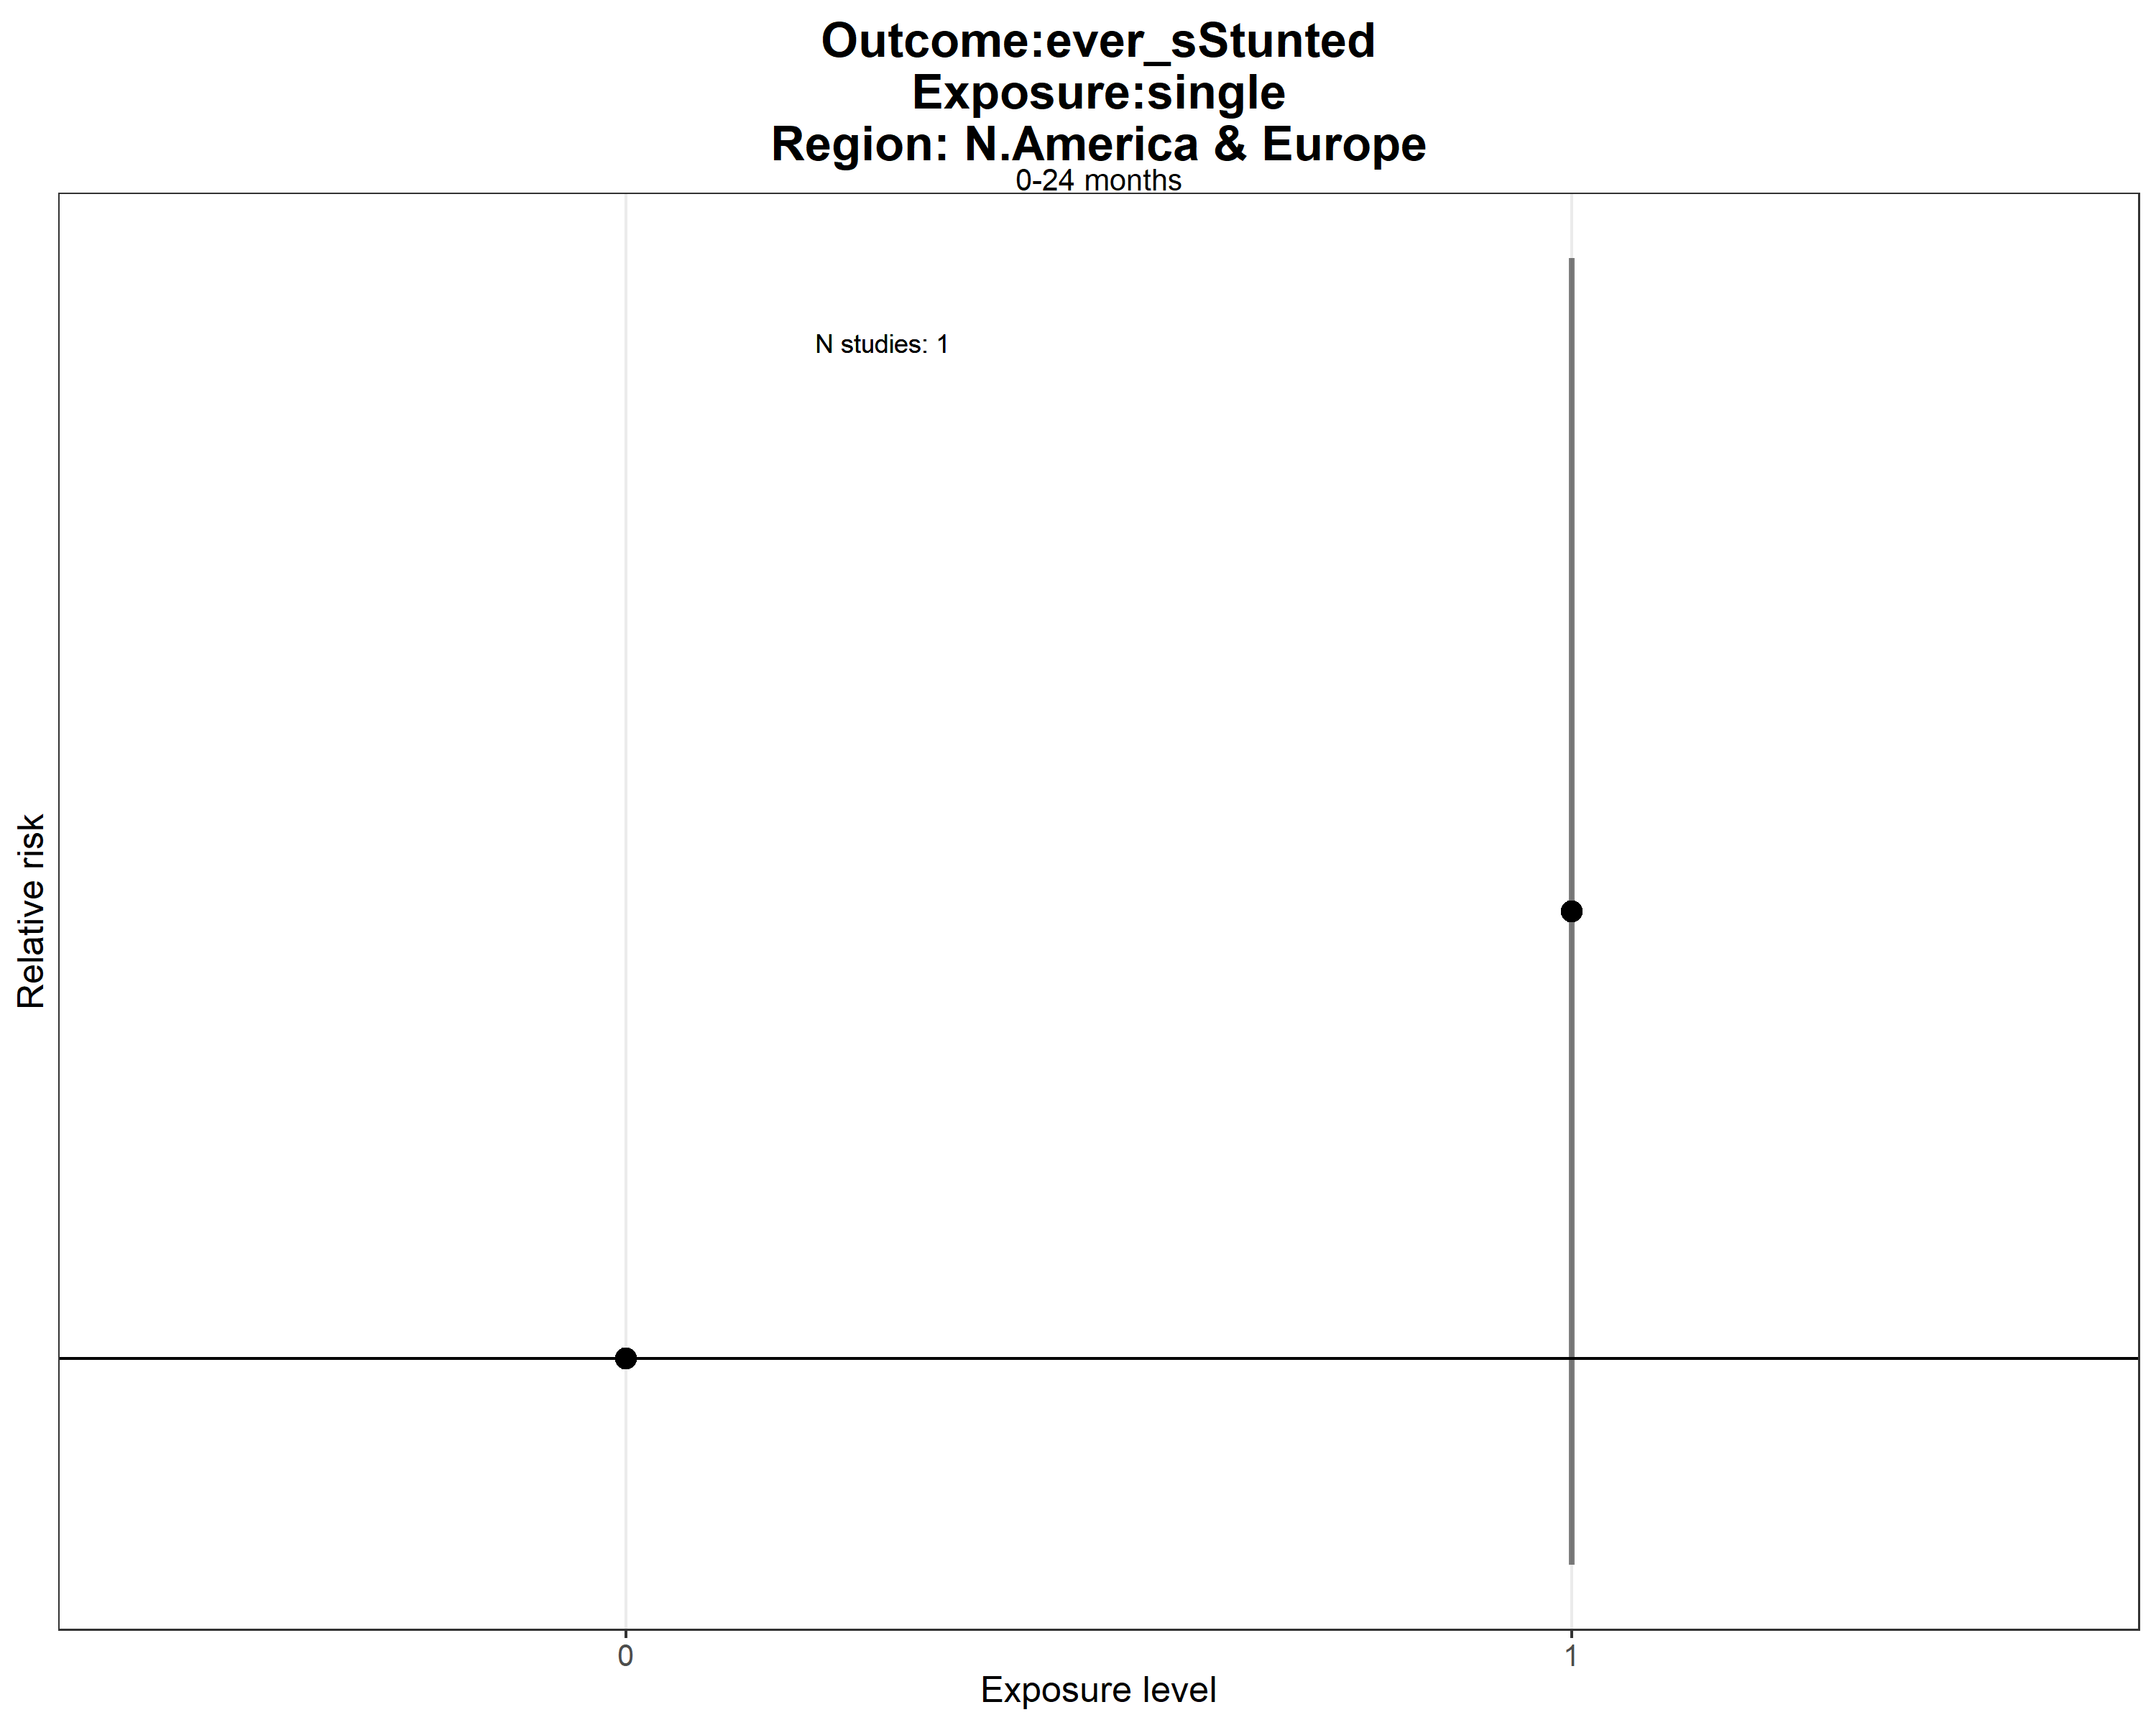 Outcome:ever_sStunted
Exposure:single
Region: N.America & Europe
0-24 months
N studies: 1
Relative risk
0 1
Exposure level